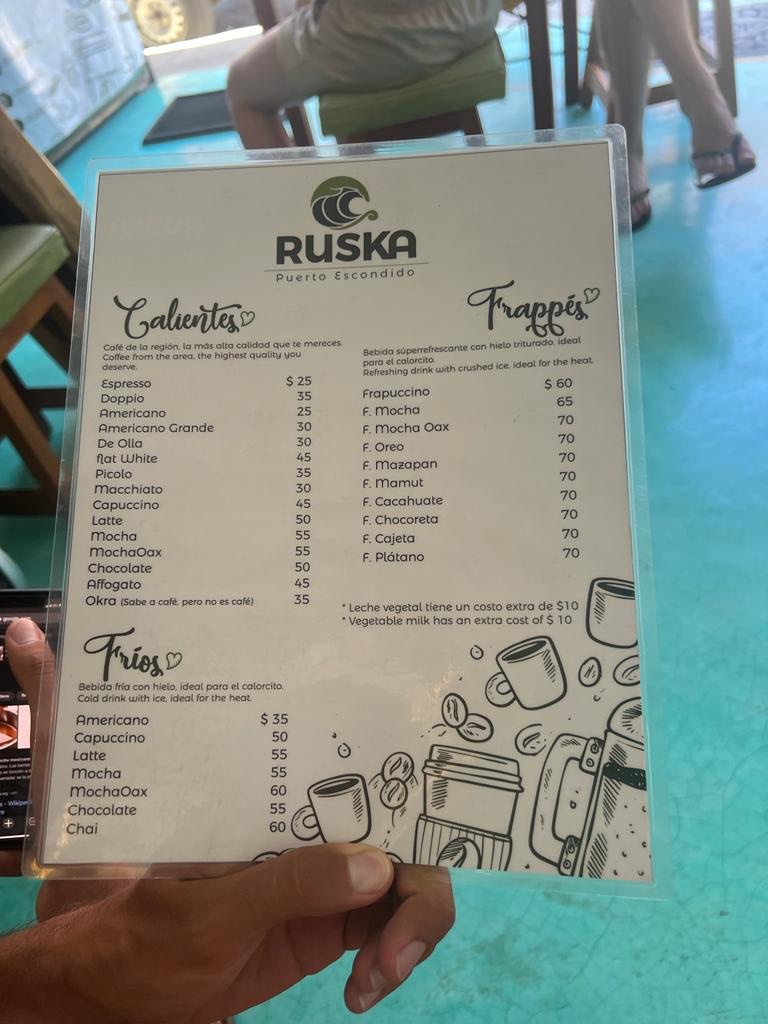 RUSKA
Puerto Escondido
Calientes
Café de la región, la más alta calidad que te mereces.
Coffee from the area, the highest quality you
deserve.
Espresso $ 25
Doppio 35
Americano 25
Americano Grande 30
De Olla 30
flat White 45
Picolo 35
Macchiato 30
Capuccino 45
Latte 50
Mocha 55
MochaOax 55
Chocolate 50
Affogato 45
Okra (Sabe a café, pero no es café) 35
Fríos
Bebida fría con hielo, ideal para el calorcito.
Cold drink with ice, ideal for the heat.
Americano $ 35
Capuccino 50
Latte 55
Mocha 55
MochaOax 60
Chocolate 55
Chai 60
Frappés
Bebida súperrefrescante con hielo triturado, ideal
para el calorcito.
Refreshing drink with crushed ice, ideal for the heat.
Frapuccino $ 60
F. Mocha 65
F. Mocha Oax 70
F. Oreo 70
F. Mazapan 70
F. Mamut 70
F. Cacahuate 70
F. Chocoreta 70
F. Cajeta 70
F. Plátano 70
* Leche vegetal tiene un costo extra de $10
* Vegetable milk has an extra cost of $ 10